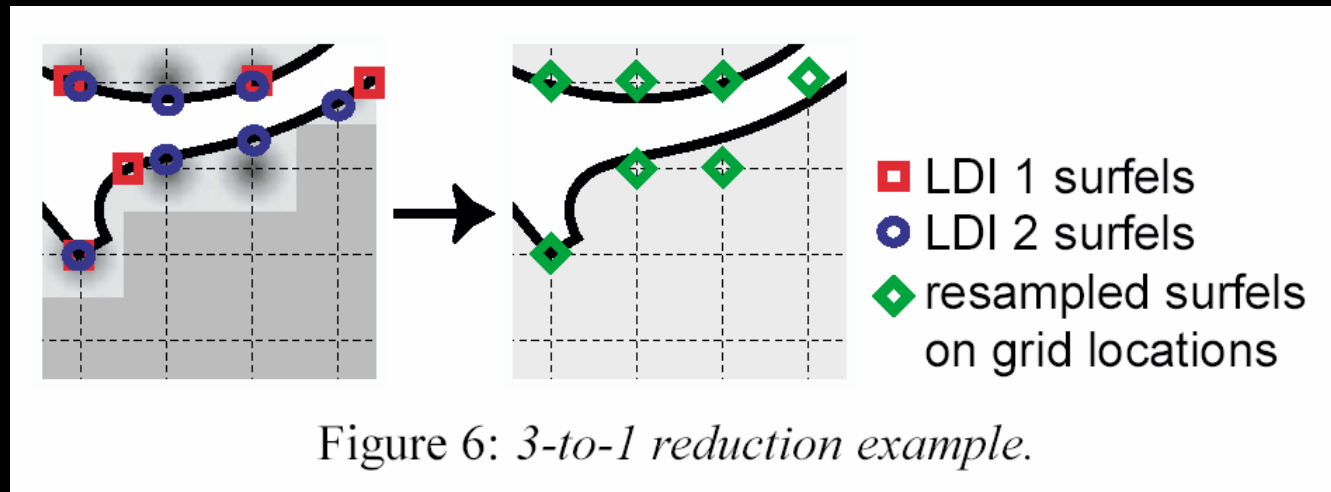 LDI 1 surfels
LDI 2 surfels
resampled surfels
on grid locations
Figure 6: 3-to-1 reduction example.